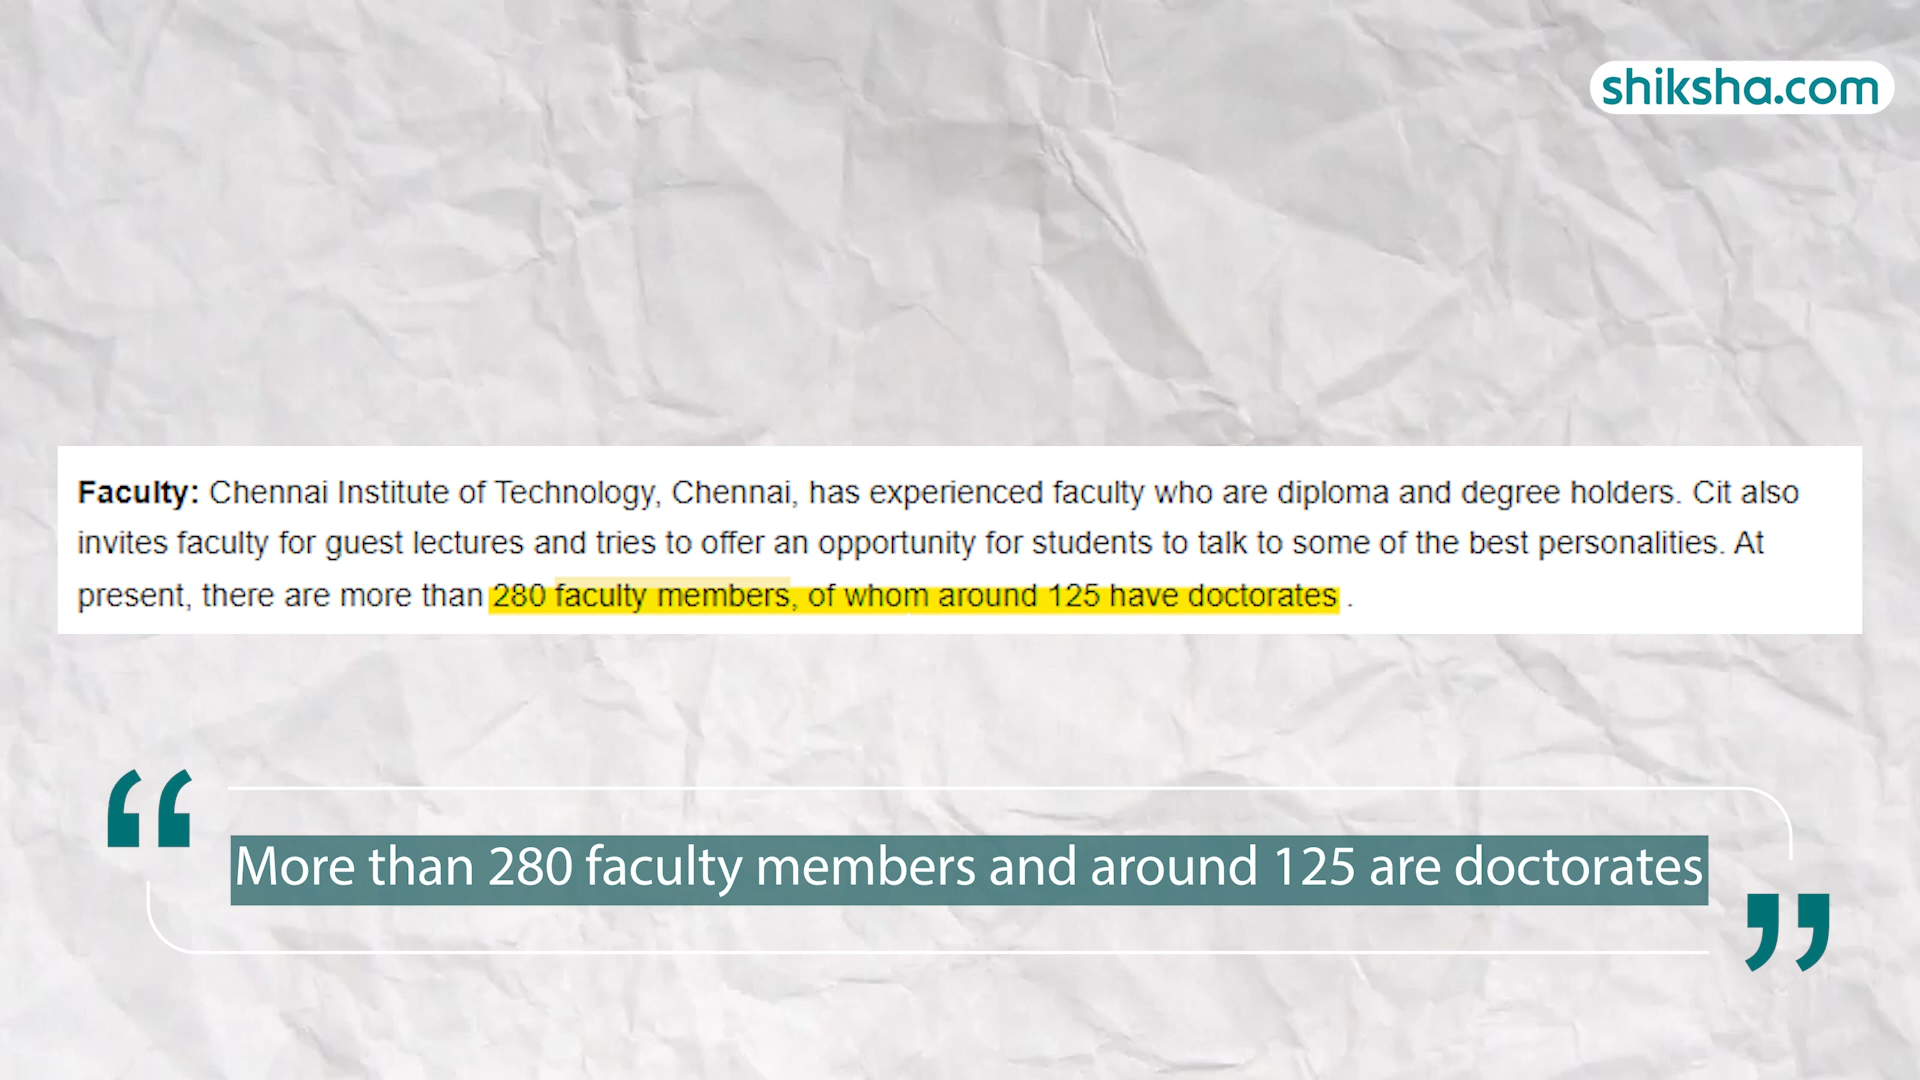 shiksha.com
Faculty: Chennai Institute of Technology, Chennai, has experienced faculty who are diploma and degree holders. Cit also
invites faculty for guest lectures and tries to offer an opportunity for students to talk to some of the best personalities. At
present, there are more than 280 faculty members, of whom around 125 have doctorates .
“ More than 280 faculty members and around 125 are doctorates ”